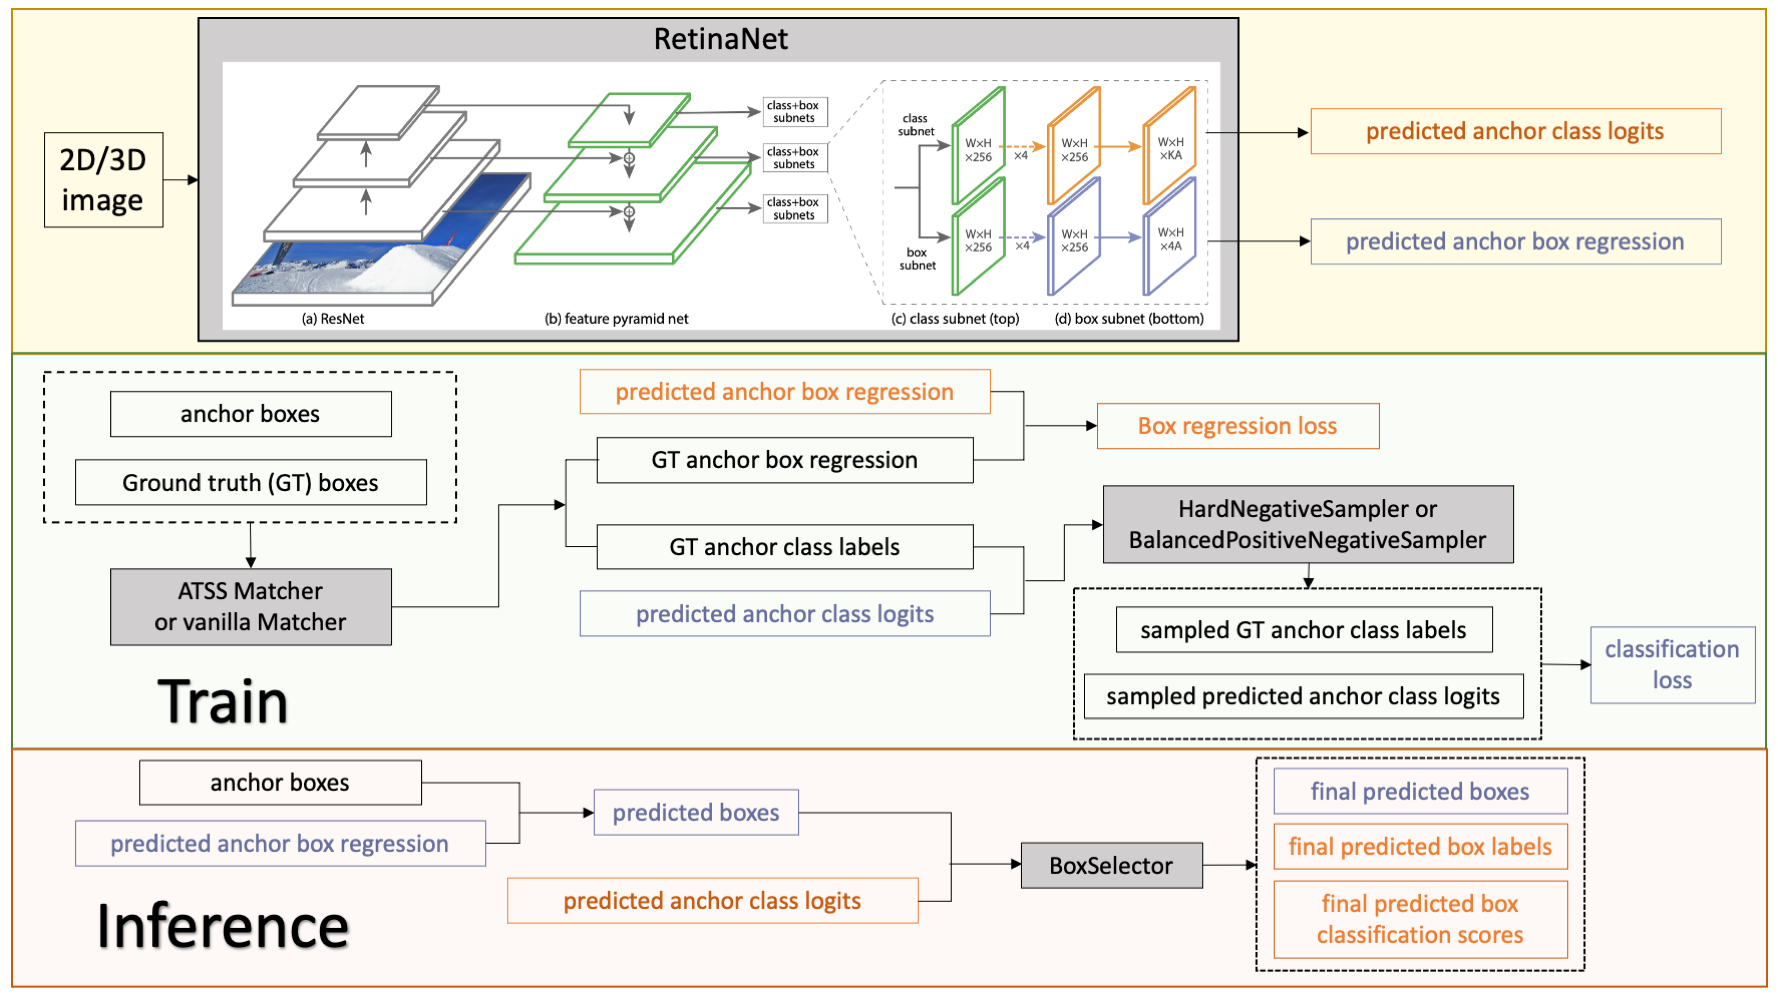 RetinaNet
2D/3D
image
class+box
subnets
class+box
subnets
class+box
subnets
class
subnet
W×H
×256
×4
W×H
×256
W×H
×KA
box
subnet
W×H
×256
×4
W×H
×256
W×H
×4A
(a) ResNet
(b) feature pyramid net
(c) class subnet (top)
(d) box subnet (bottom)
predicted anchor class logits
predicted anchor box regression
anchor boxes
Ground truth (GT) boxes
ATSS Matcher
or vanilla Matcher
predicted anchor box regression
GT anchor box regression
GT anchor class labels
predicted anchor class logits
Box regression loss
HardNegativeSampler or
BalancedPositiveNegativeSampler
sampled GT anchor class labels
sampled predicted anchor class logits
classification
loss
Train
anchor boxes
predicted anchor box regression
predicted boxes
predicted anchor class logits
BoxSelector
final predicted boxes
final predicted box labels
final predicted box
classification scores
Inference